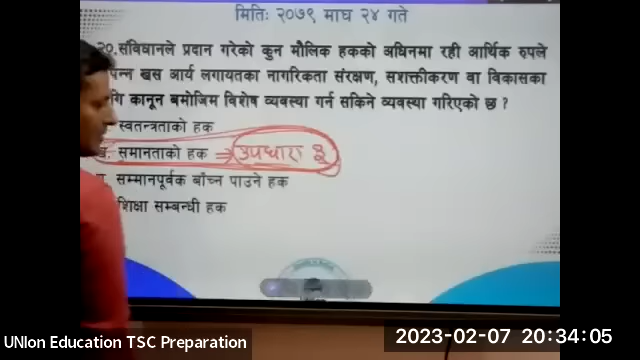 मितिः २०७९ माघ २४ गते
२०.संविधानले प्रदान गरेको कुन मौलिक हकको अधिनमा रही आर्थिक रुपले
पन्न खस आर्य लगायतका नागरिकता संरक्षण, सशक्तीकरण वा विकासका
गि कानून बमोजिम विशेष व्यवस्था गर्न सकिने व्यवस्था गरिएको छ ?
स्वतन्त्रताको हक
ख. समानताको हक ⇒ उपधारा ३
ग. सम्मानपूर्वक बाँच्न पाउने हक
शिक्षा सम्बन्धी हक
UNIon Education TSC Preparation
2023-02-07 20:34:05